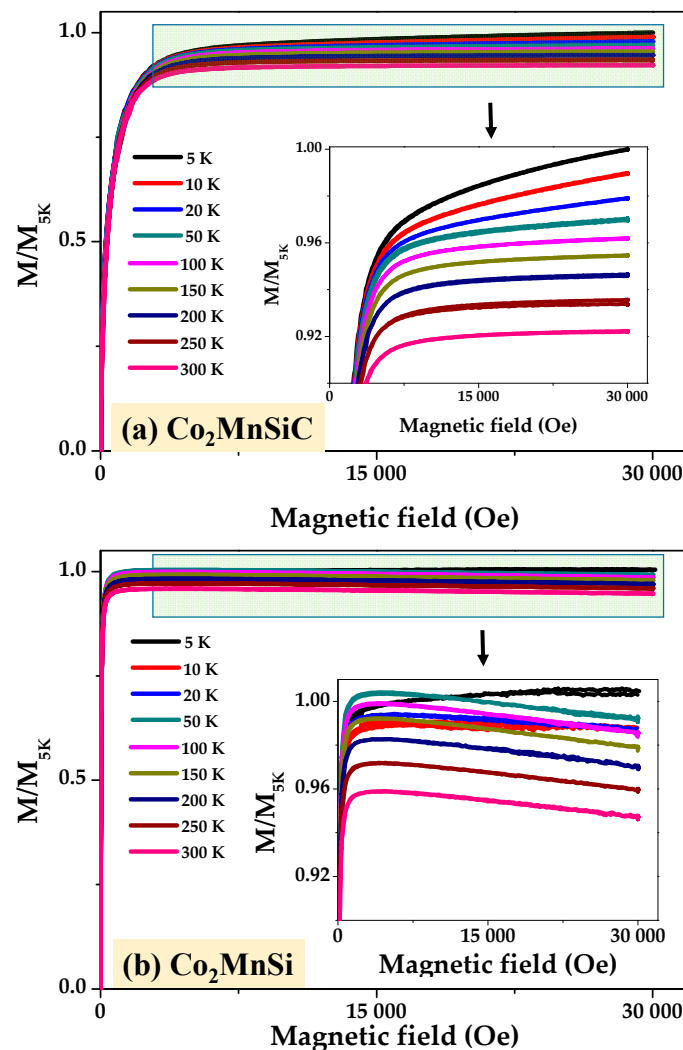 1.0
0.5
0.0
M/M5K
5 K
10 K
20 K
50 K
100 K
150 K
200 K
250 K
300 K
1.00
0.96
0.92
M/M5K
0
15 000
30 000
Magnetic field (Oe)
(a) Co2MnSiC
0
15 000
30 000
Magnetic field (Oe)
1.0
0.5
0.0
M/M5K
5 K
10 K
20 K
50 K
100 K
150 K
200 K
250 K
300 K
1.00
0.96
0.92
M/M5K
0
15 000
30 000
Magnetic field (Oe)
(b) Co2MnSi
0
15 000
30 000
Magnetic field (Oe)